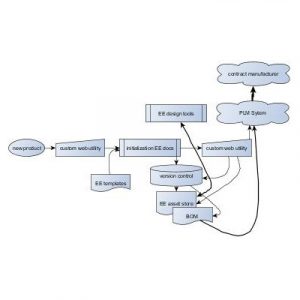 contract manufacturer
EE design tools
PLM Sytem
new product
custom web utility
initialization EE docs
custom web utility
EE templates
version control
EE asset store
BOM